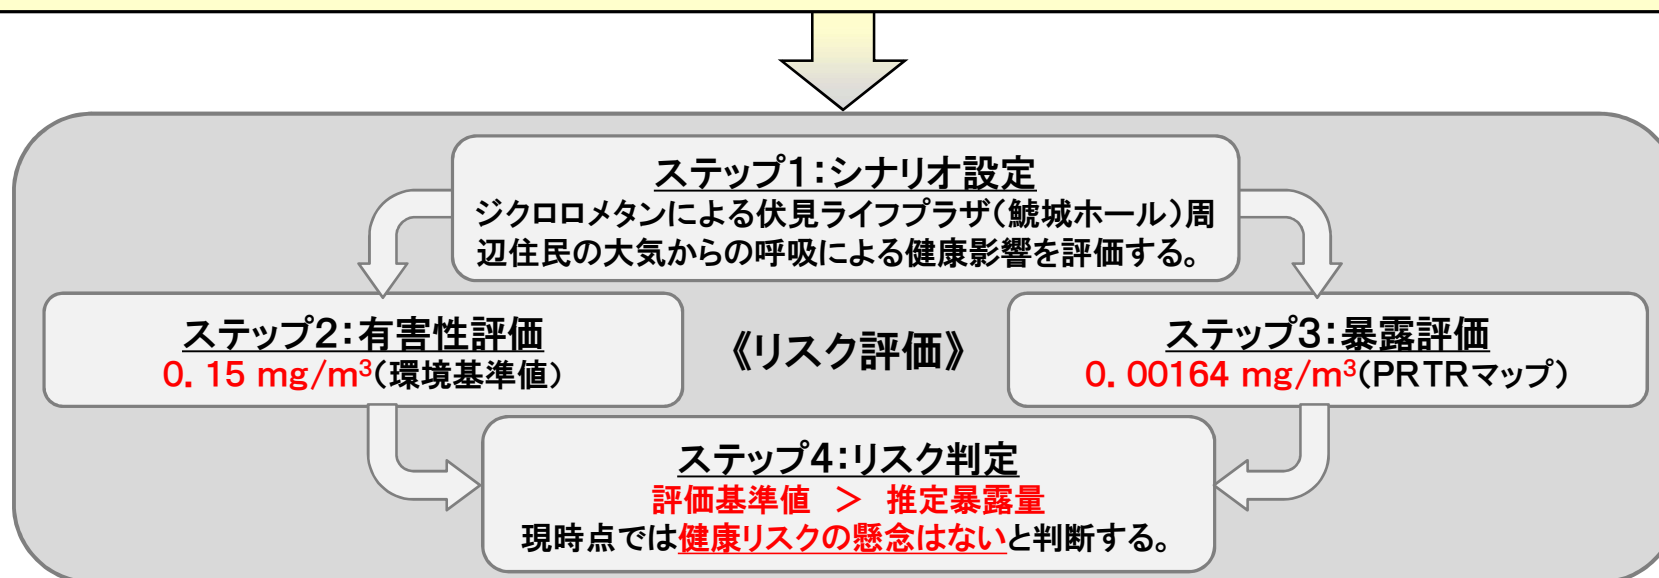 ステップ1:シナリオ設定
ジクロロメタンによる伏見ライフプラザ(鯱城ホール)周
辺住民の大気からの呼吸による健康影響を評価する。
ステップ2:有害性評価
0.15 mg/m³(環境基準値)
《リスク評価》
ステップ3:暴露評価
0.00164 mg/m³(PRTRマップ)
ステップ4:リスク判定
評価基準値 > 推定暴露量
現時点では健康リスクの懸念はないと判断する。